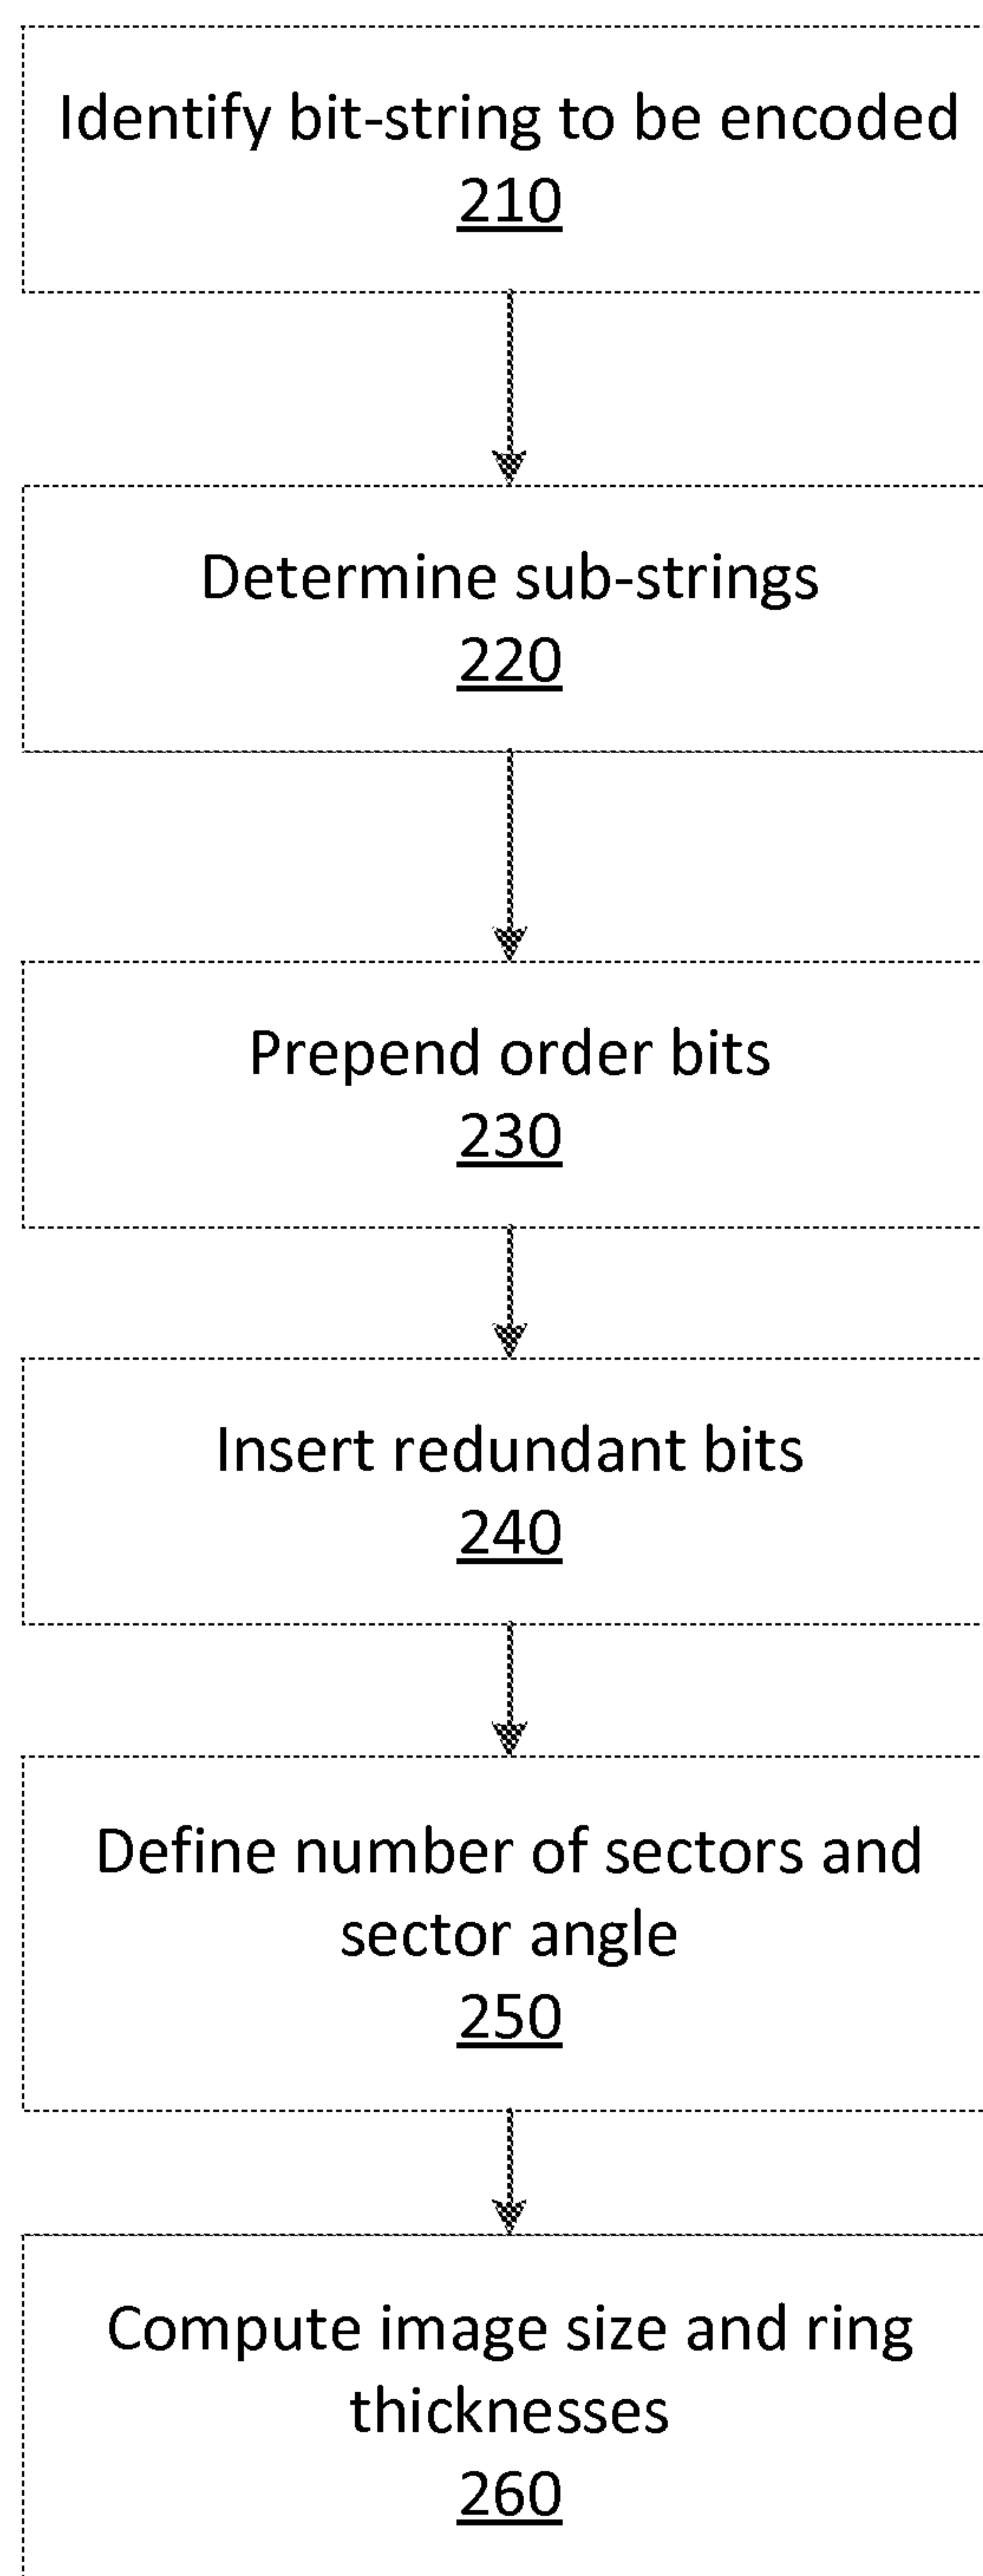 Identify bit-string to be encoded
210
Determine sub-strings
220
Prepend order bits
230
Insert redundant bits
240
Define number of sectors and
sector angle
250
Compute image size and ring
thicknesses
260